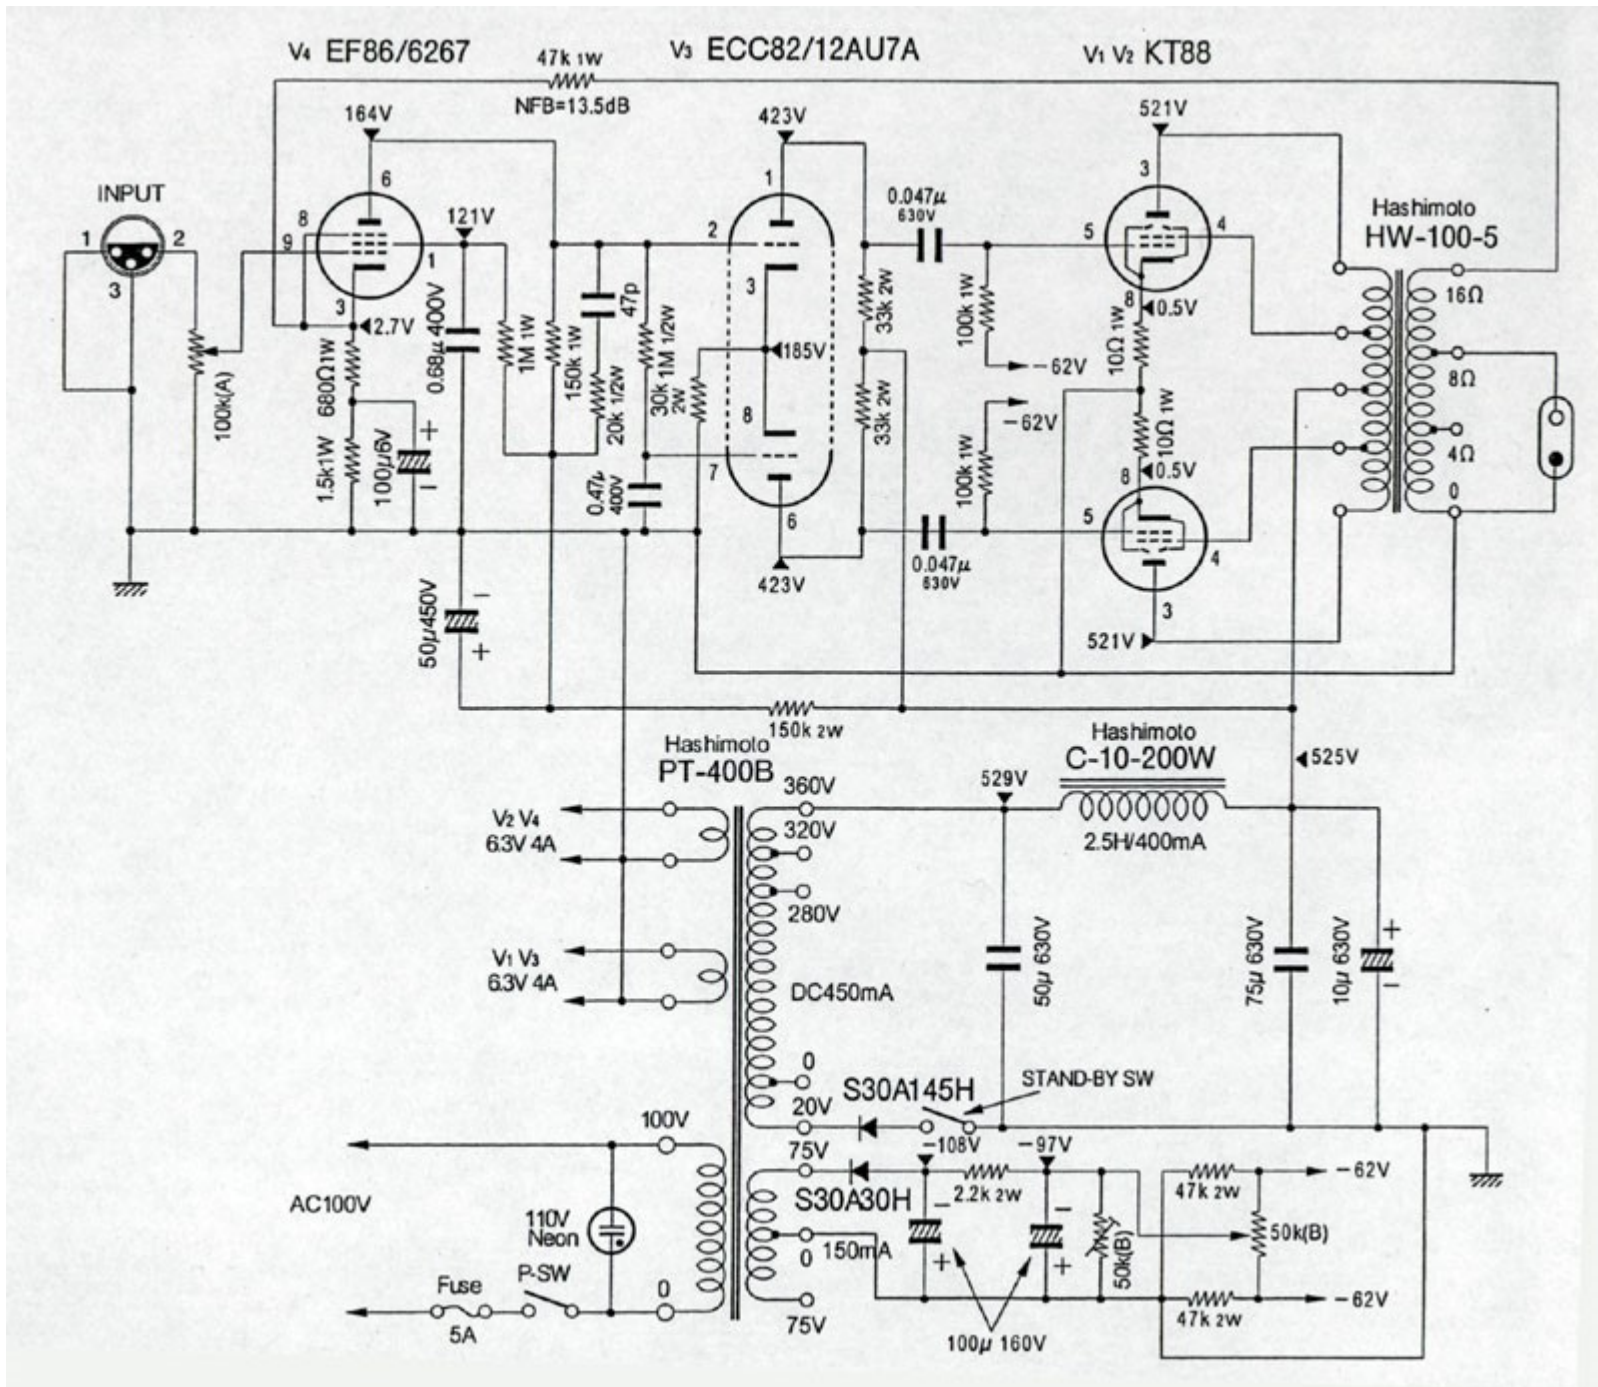 V4 EF86/6267
47k 1W
NFB=13.5dB
V3 ECC82/12AU7A
V1 V2 KT88
164V
423V
521V
INPUT
1
2
3
6
8
9
1
3
121V
2.7V
100k(A)
680Ω1W
1.5k1W
100μ6V
+
−
0.68μ 400V
1M 1W
150k 1W
47p
20k 1/2W
1M 1/2W
30k
2W
0.47μ
400V
1
2
3
185V
8
7
6
423V
0.047μ
630V
33k 2W
33k 2W
100k 1W
−62V
−62V
100k 1W
0.047μ
630V
3
5
4
8
0.5V
10Ω 1W
10Ω 1W
0.5V
8
5
4
3
521V
Hashimoto
HW-100-5
16Ω
8Ω
4Ω
0
50μ450V
−
+
150k 2W
Hashimoto
PT-400B
Hashimoto
C-10-200W
2.5H/400mA
529V
525V
V2 V4
6.3V 4A
V1 V3
6.3V 4A
360V
320V
280V
DC450mA
0
20V
50μ 630V
75μ 630V
10μ 630V
+
−
S30A145H
STAND-BY SW
100V
AC100V
110V
Neon
Fuse
5A
P-SW
0
75V
S30A30H
150mA
0
75V
−108V
−97V
2.2k 2W
−
+
−
+
100μ 160V
50k(B)
47k 2W
−62V
50k(B)
47k 2W
−62V